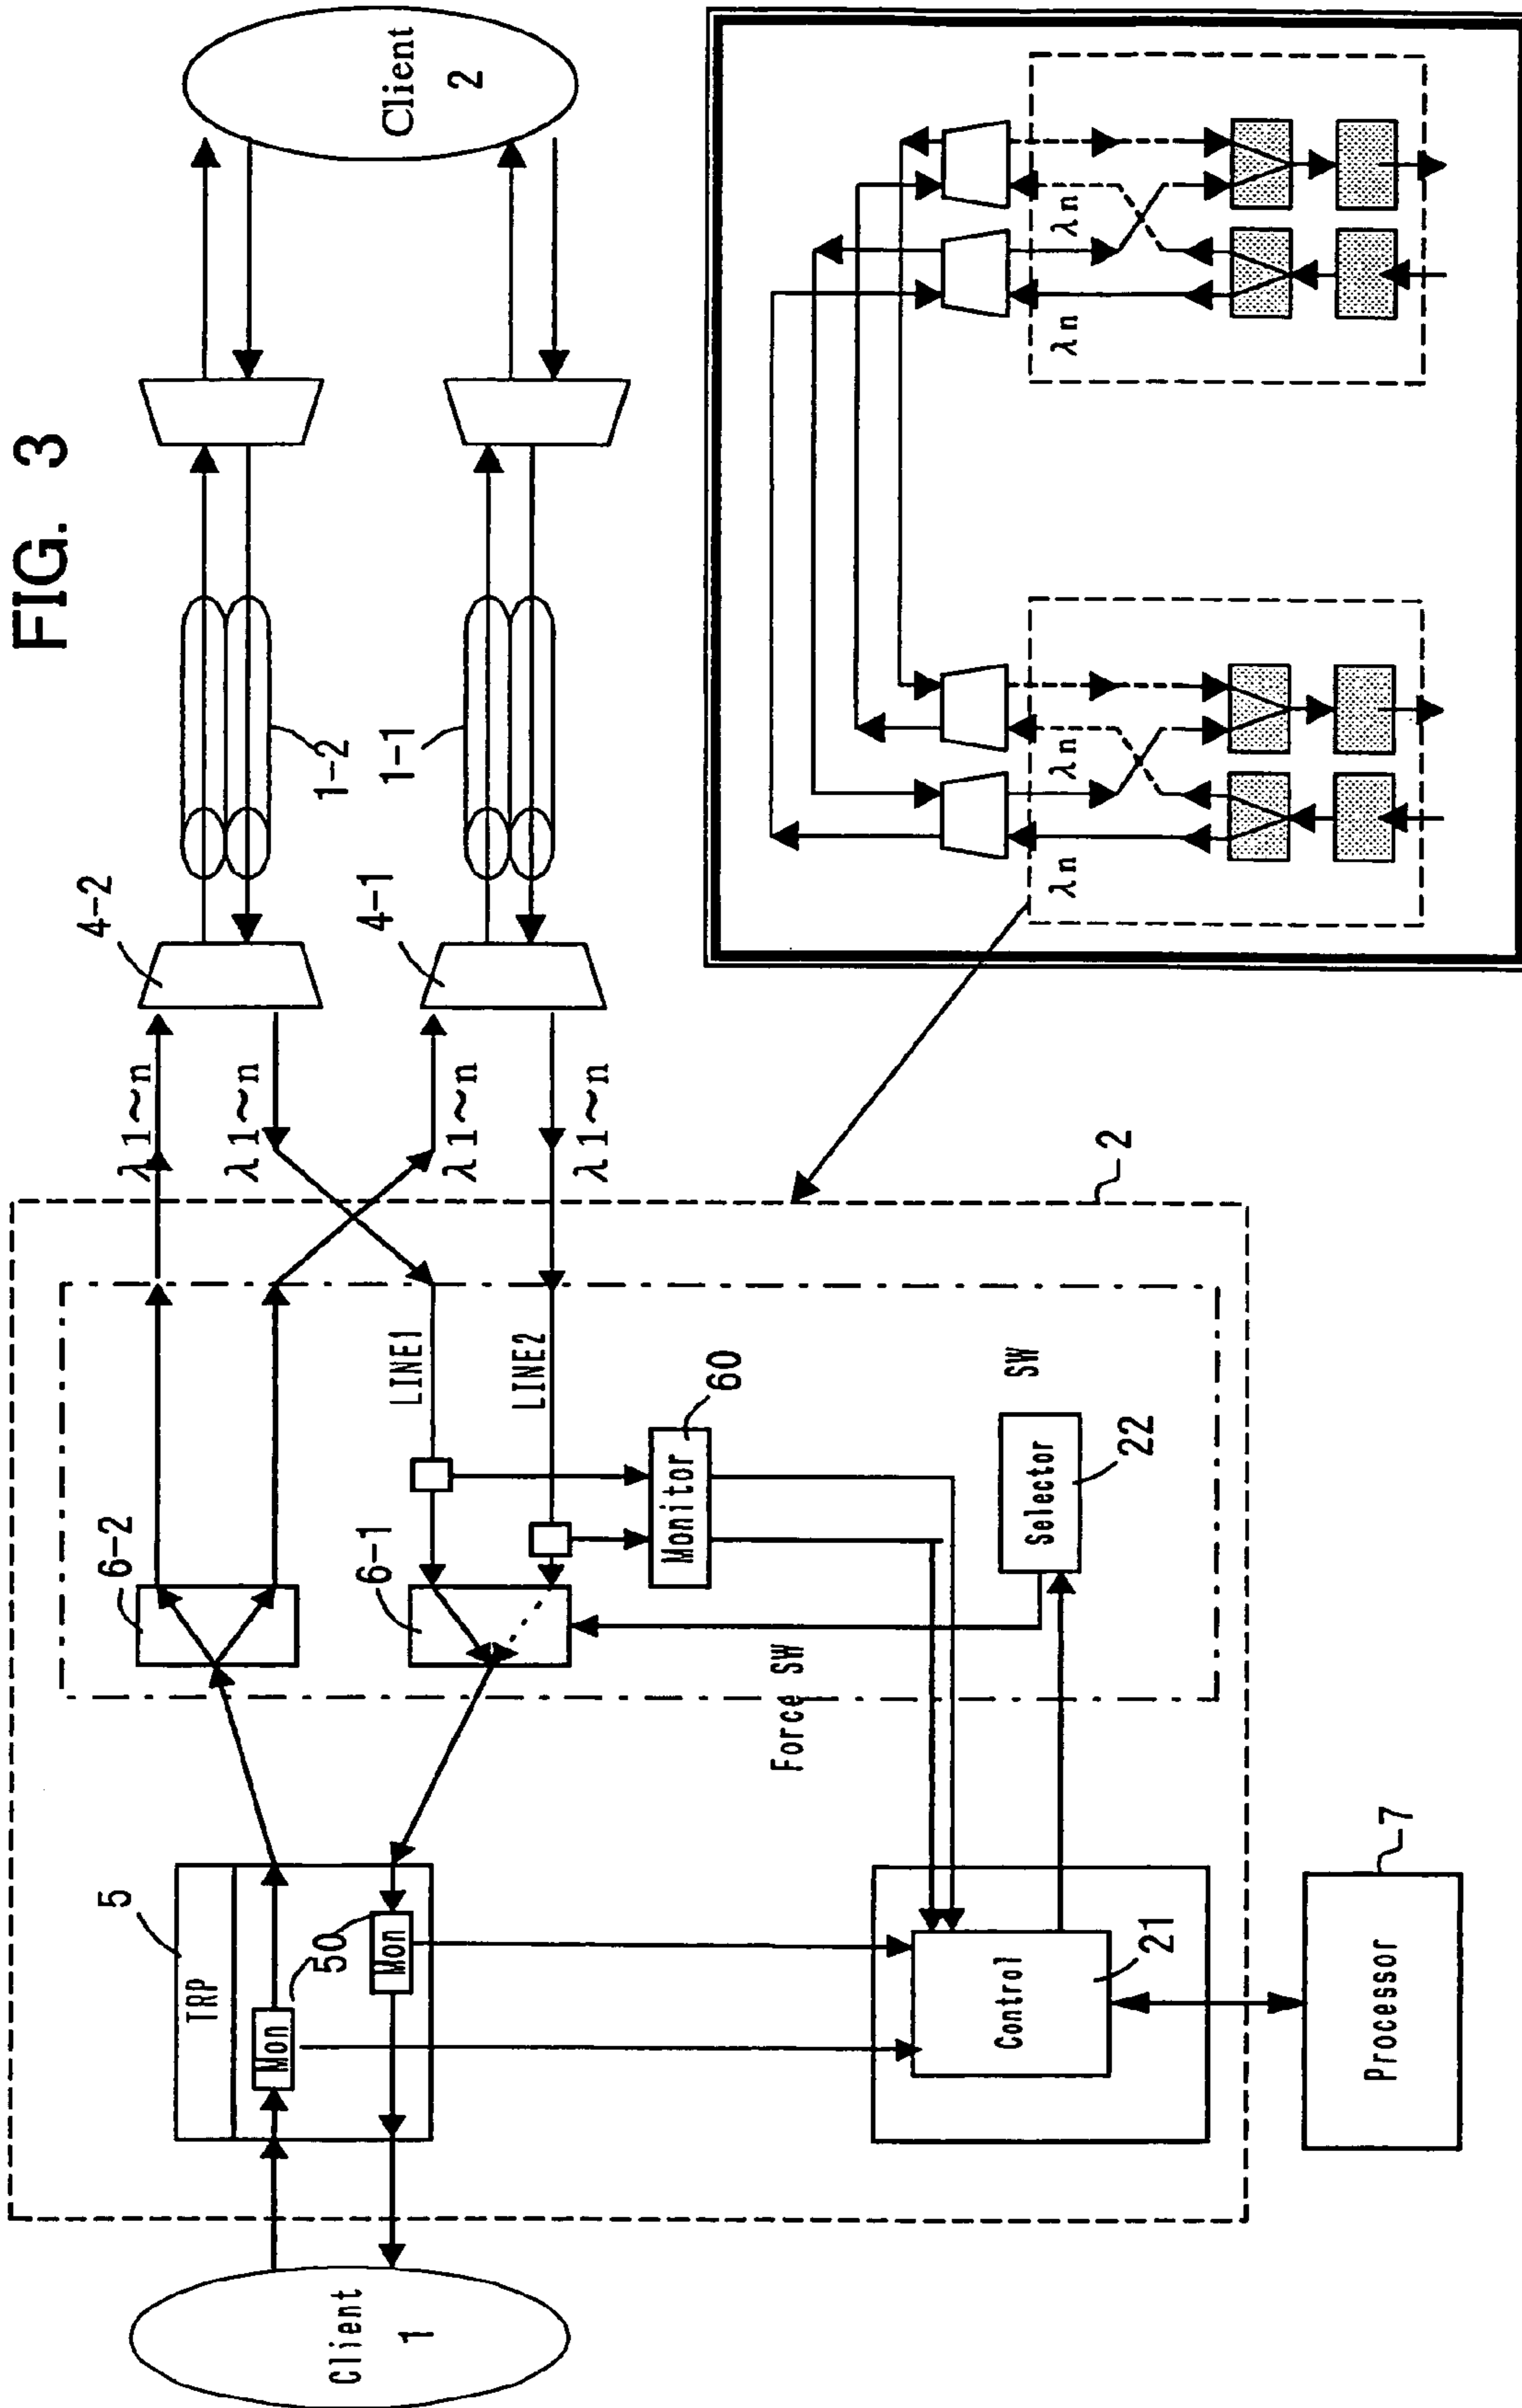 FIG. 3
Client
1
5
TRP
Mon
50
Mon
6-2
6-1
LINE1
LINE2
λ1~n
λ1~n
λ1~n
λ1~n
4-2
4-1
1-2
1-1
Client
2
Monitor
60
Force SW
Selector
22
SW
Control
21
2
Processor
7
λn
λn
λn
λn